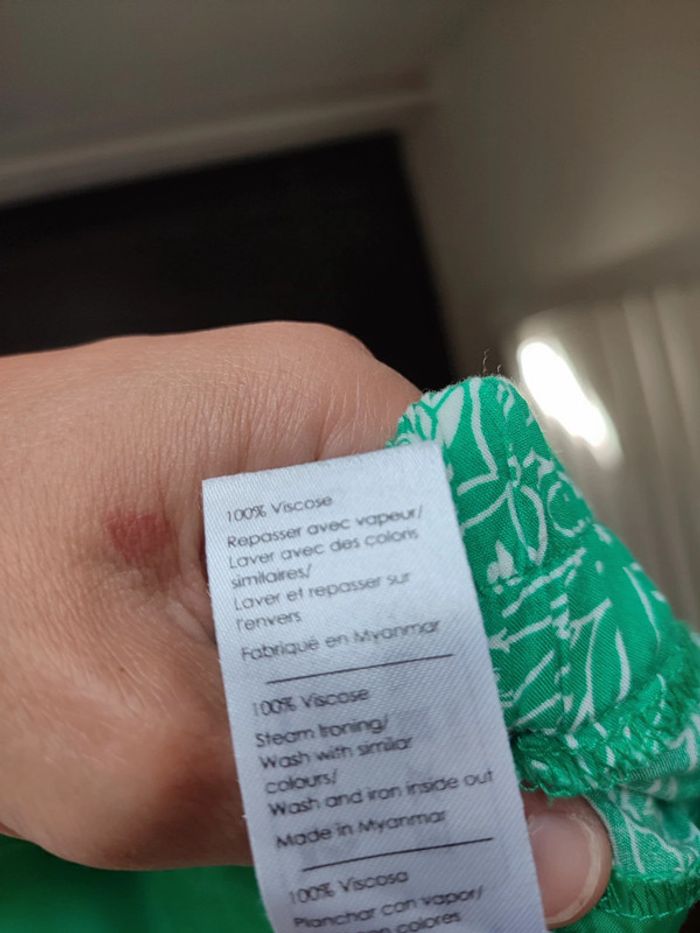 100% Viscose
Repasser avec vapeur/
Laver avec des coloris
similaires/
Laver et repasser sur
l'envers
Fabriqué en Myanmar
100% Viscose
Steam Ironing/
Wash with similar
colours/
Wash and iron inside out
Made in Myanmar
100% Viscosa
Planchar con vapor/
con colores